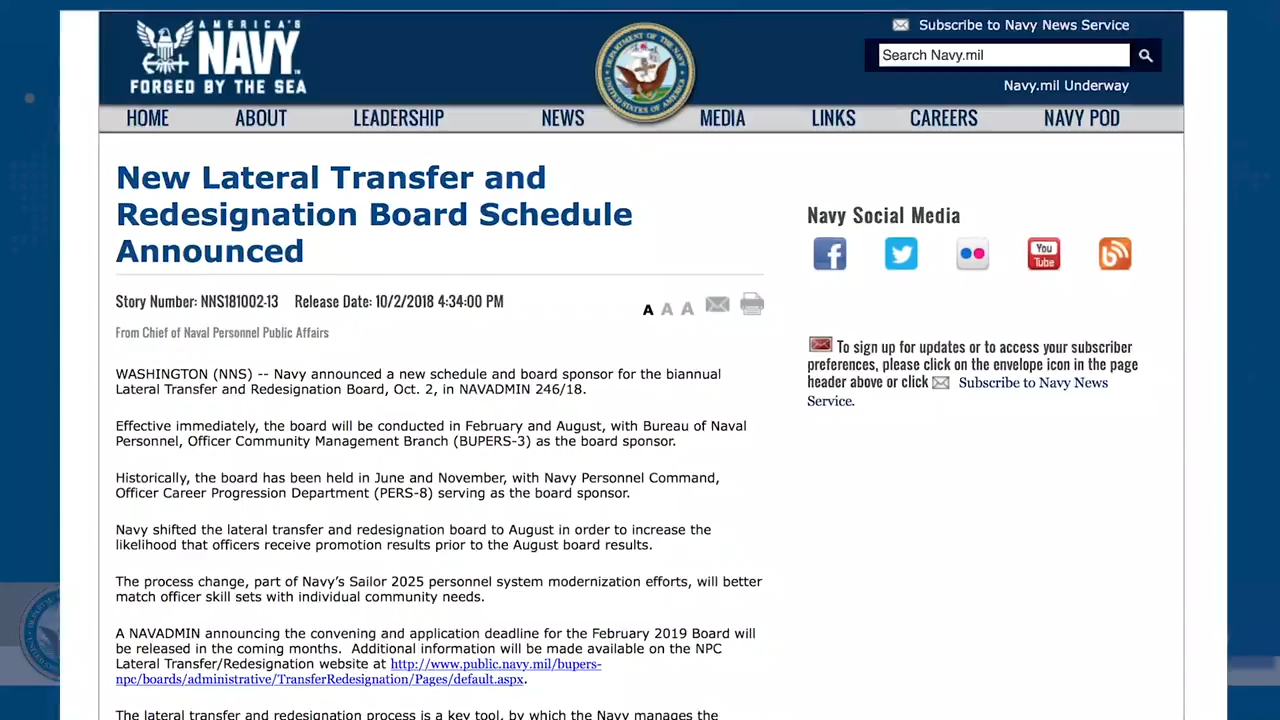 AMERICA'S
NAVY
FORGED BY THE SEA
DEPARTMENT OF THE NAVY
UNITED STATES OF AMERICA
Subscribe to Navy News Service
Search Navy.mil
Navy.mil Underway
HOME ABOUT LEADERSHIP NEWS MEDIA LINKS CAREERS NAVY POD
New Lateral Transfer and
Redesignation Board Schedule
Announced
Story Number: NNS181002-13 Release Date: 10/2/2018 4:34:00 PM
A A A
From Chief of Naval Personnel Public Affairs
WASHINGTON (NNS) -- Navy announced a new schedule and board sponsor for the biannual
Lateral Transfer and Redesignation Board, Oct. 2, in NAVADMIN 246/18.
Effective immediately, the board will be conducted in February and August, with Bureau of Naval
Personnel, Officer Community Management Branch (BUPERS-3) as the board sponsor.
Historically, the board has been held in June and November, with Navy Personnel Command,
Officer Career Progression Department (PERS-8) serving as the board sponsor.
Navy shifted the lateral transfer and redesignation board to August in order to increase the
likelihood that officers receive promotion results prior to the August board results.
The process change, part of Navy's Sailor 2025 personnel system modernization efforts, will better
match officer skill sets with individual community needs.
A NAVADMIN announcing the convening and application deadline for the February 2019 Board will
be released in the coming months. Additional information will be made available on the NPC
Lateral Transfer/Redesignation website at http://www.public.navy.mil/bupers-
npc/boards/administrative/TransferRedesignation/Pages/default.aspx.
The lateral transfer and redesignation process is a key tool, by which the Navy manages the
Navy Social Media
You
Tube
To sign up for updates or to access your subscriber
preferences, please click on the envelope icon in the page
header above or click Subscribe to Navy News
Service.